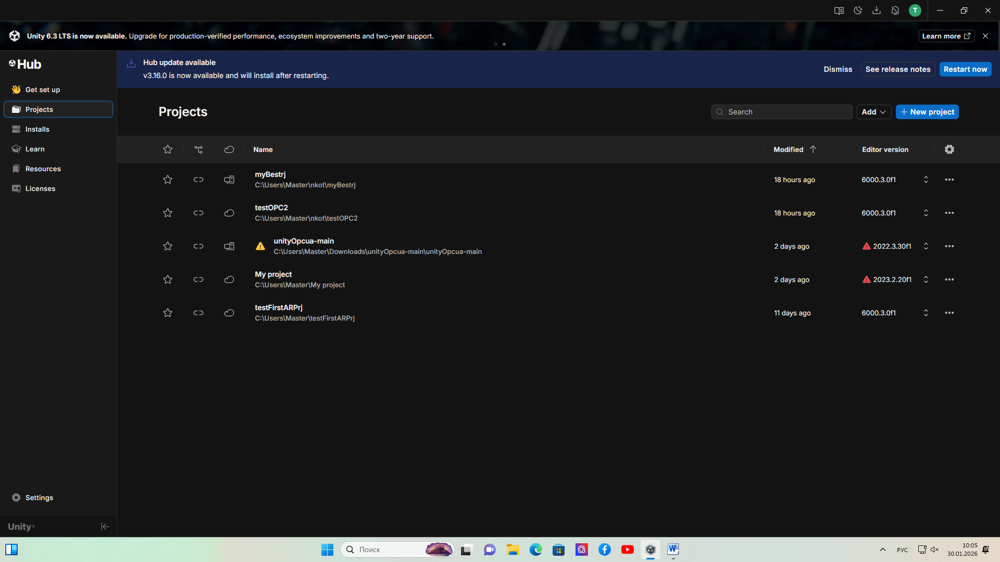 T
Unity 6.3 LTS is now available. Upgrade for production-verified performance, ecosystem improvements and two-year support.
Learn more
Hub
Hub update available
v3.16.0 is now available and will install after restarting.
Dismiss
See release notes
Restart now
Get set up
Projects
Installs
Learn
Resources
Licenses
Settings
Unity
Projects
Search
Add
New project
Name
Modified
Editor version
myBestrj
C:\Users\Master\nkot\myBestrj
18 hours ago
6000.3.0f1
testOPC2
C:\Users\Master\nkot\testOPC2
18 hours ago
6000.3.0f1
unityOpcua-main
C:\Users\Master\Downloads\unityOpcua-main\unityOpcua-main
2 days ago
2022.3.30f1
My project
C:\Users\Master\My project
2 days ago
2023.2.20f1
testFirstARPrj
C:\Users\Master\testFirstARPrj
11 days ago
6000.3.0f1
Поиск
РУС
10:05
30.01.2026